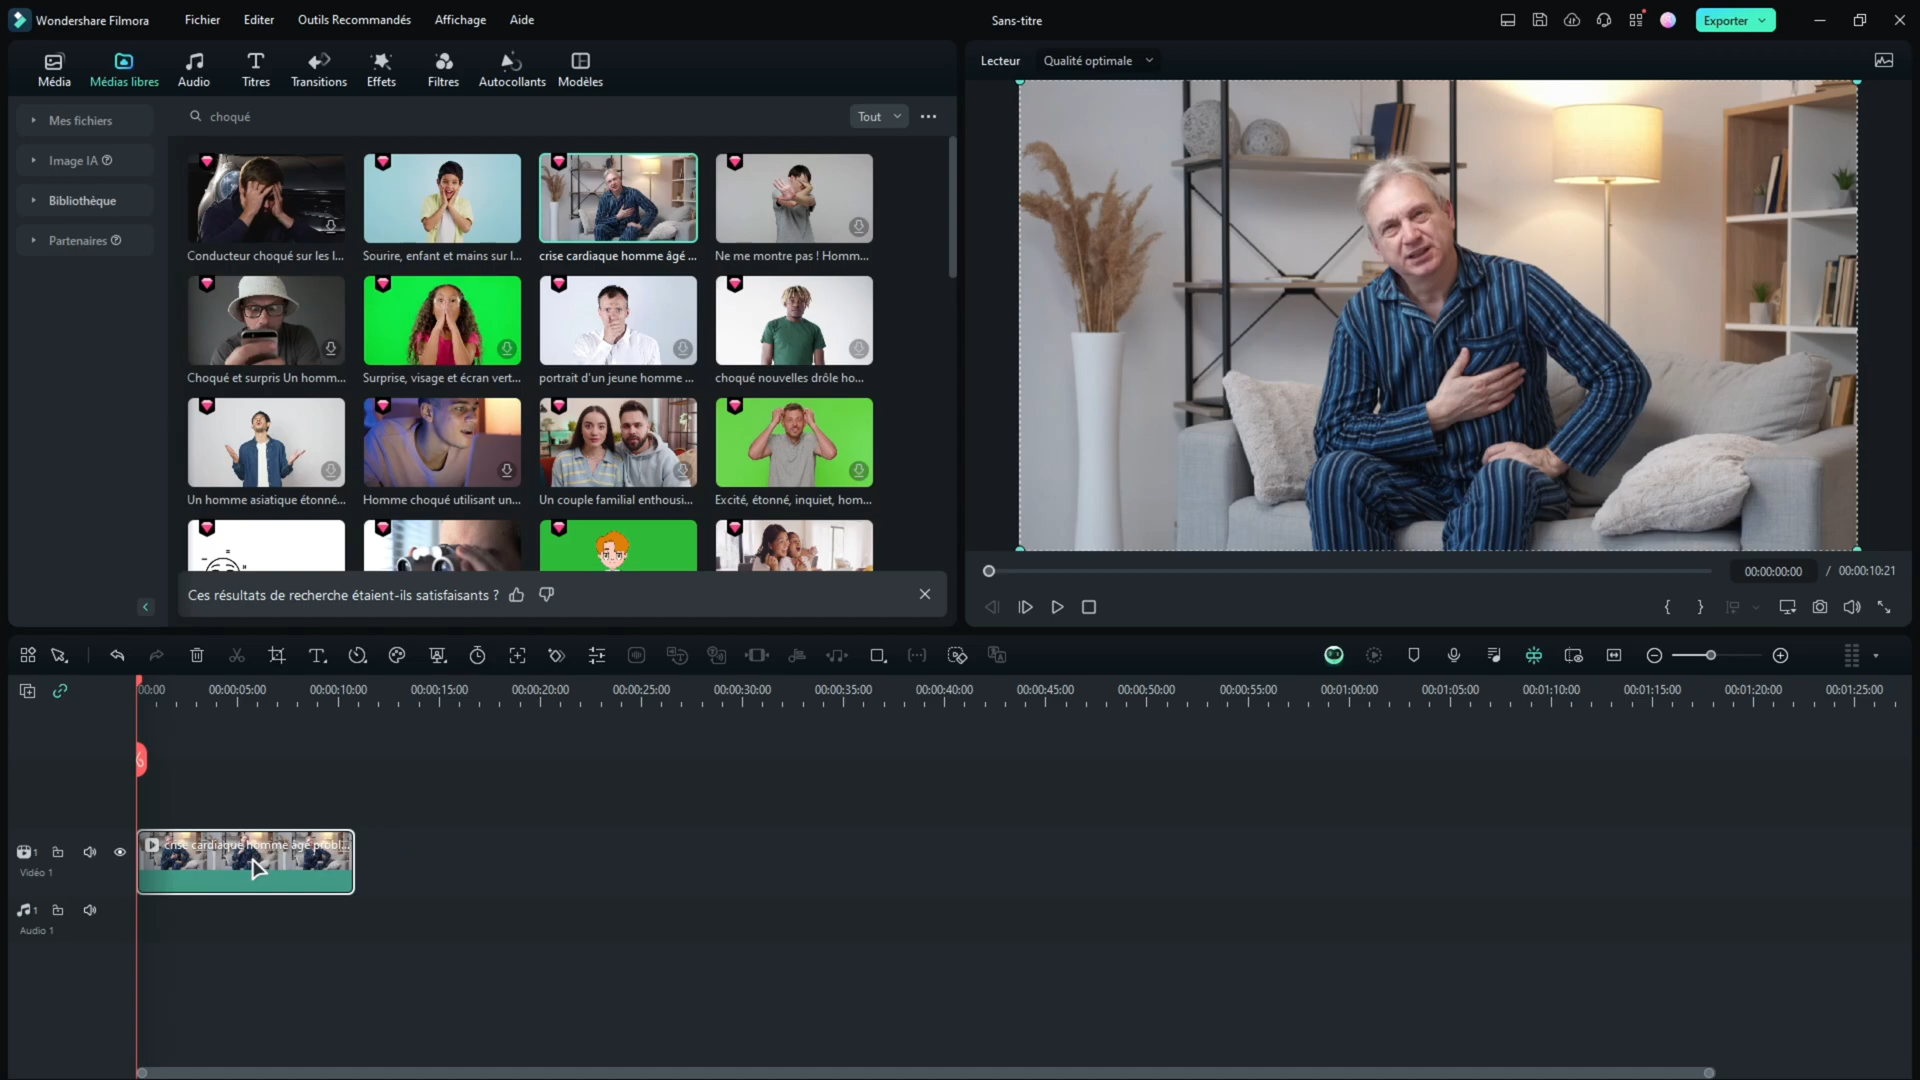 Wondershare Filmora
Fichier
Editer
Outils Recommandés
Affichage
Aide
Sans-titre
Exporter
Média
Médias libres
Audio
Titres
Transitions
Effets
Filtres
Autocollants
Modèles
Lecteur
Qualité optimale
Mes fichiers
Image IA
Bibliothèque
Partenaires
choqué
Tout
Conducteur choqué sur les l...
Sourire, enfant et mains sur l...
crise cardiaque homme âgé ...
Ne me montre pas ! Homm...
Choqué et surpris Un homm...
Surprise, visage et écran vert...
portrait d'un jeune homme ...
choqué nouvelles drôle ho...
Un homme asiatique étonné...
Homme choqué utilisant un...
Un couple familial enthousi...
Excité, étonné, inquiet, hom...
Ces résultats de recherche étaient-ils satisfaisants ?
00:00:00:00 / 00:00:10:21
00:00
00:00:05:00
00:00:10:00
00:00:15:00
00:00:20:00
00:00:25:00
00:00:30:00
00:00:35:00
00:00:40:00
00:00:45:00
00:00:50:00
00:00:55:00
00:01:00:00
00:01:05:00
00:01:10:00
00:01:15:00
00:01:20:00
00:01:25:00
crise cardiaque homme âgé probl...
1
Vidéo 1
1
Audio 1